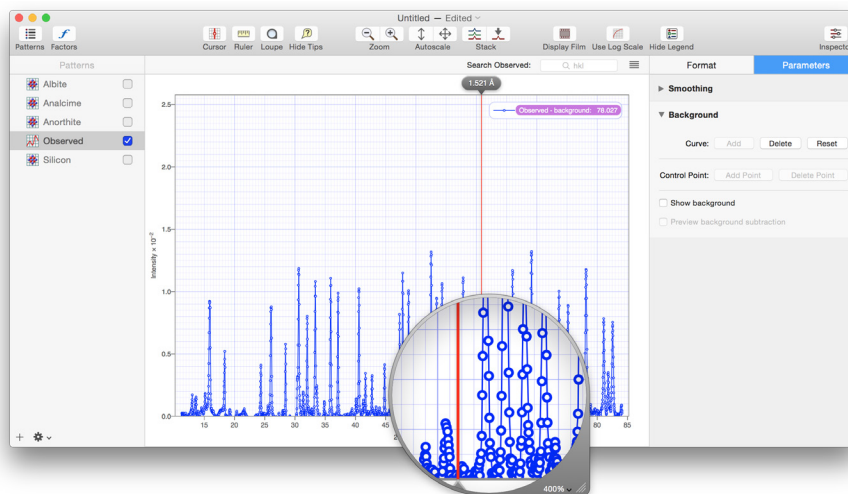 Untitled — Edited
Patterns Factors Cursor Ruler Loupe Hide Tips Zoom Autoscale Stack Display Film Use Log Scale Hide Legend
Patterns
Search Observed: hkl
Format Parameters
Albite
Analcime
Anorthite
Observed
Silicon
1.521 Å
Observed - background: 78.027
Smoothing
Background
Curve: Add Delete Reset
Control Point: Add Point Delete Point
Show background
Preview background subtraction
2.5
2.0
1.5
1.0
0.5
0.0
Intensity × 10⁻²
15 20 25 30 35 40 45 80 85
400%